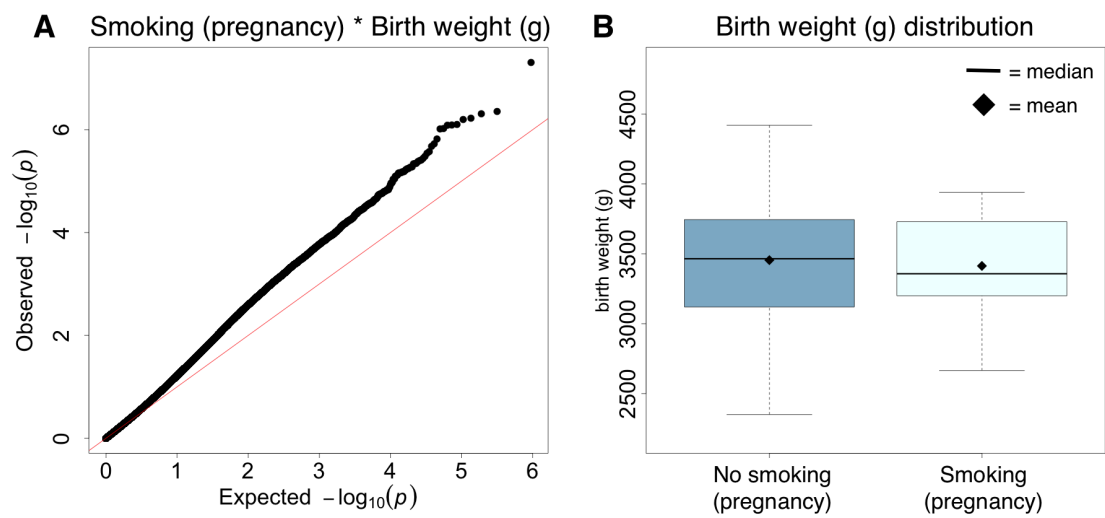 A Smoking (pregnancy) * Birth weight (g)
Observed −log10(p)
6
4
2
0
0 1 2 3 4 5 6
Expected −log10(p)
B Birth weight (g) distribution
= median
= mean
birth weight (g)
4500
4000
3500
3000
2500
No smoking
(pregnancy)
Smoking
(pregnancy)